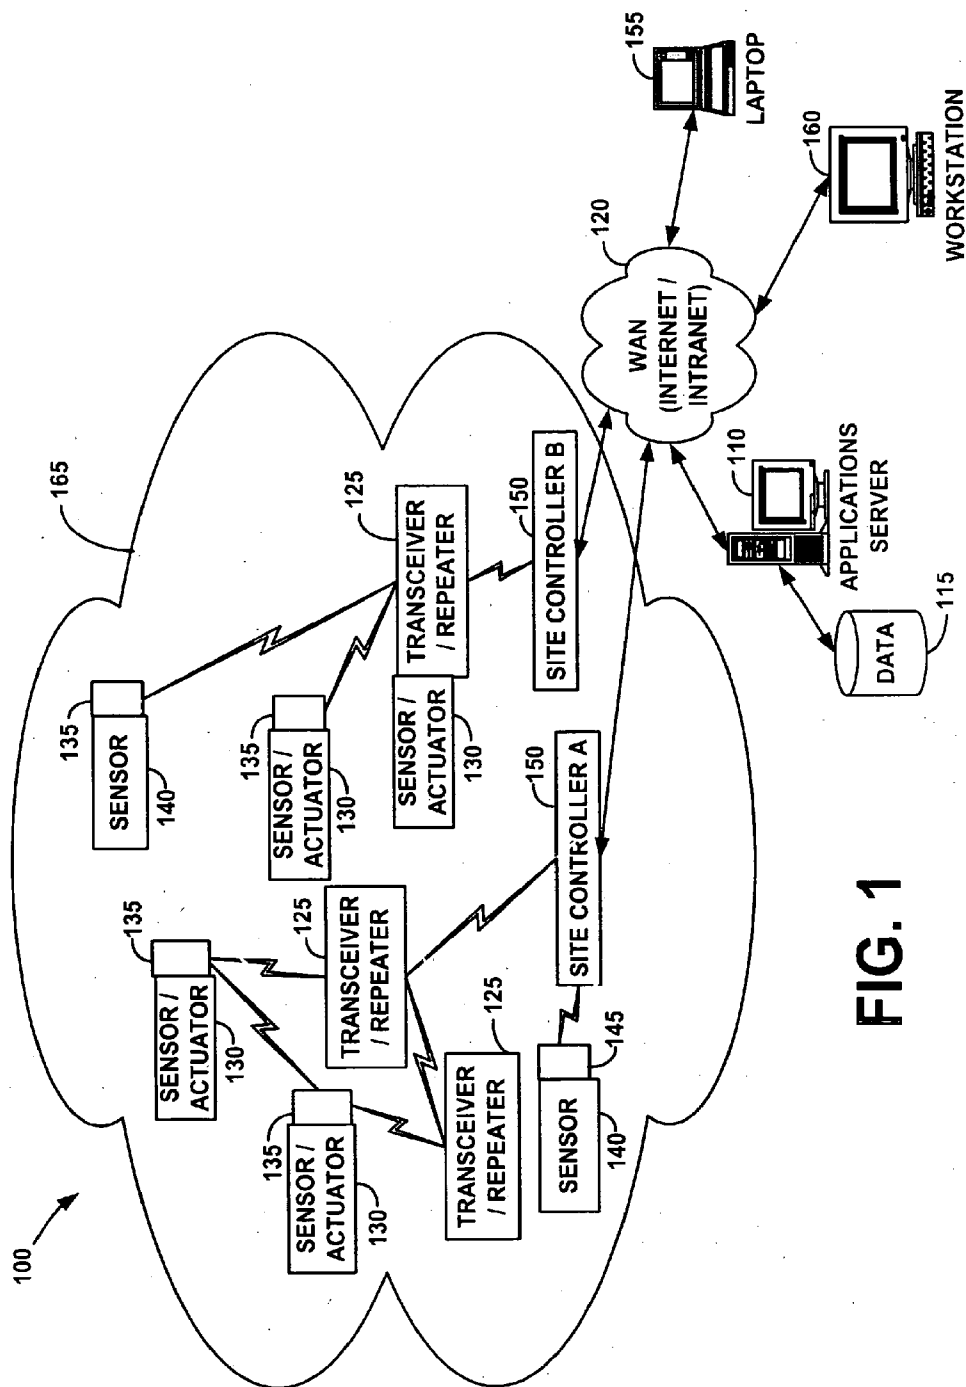 100
165
135
SENSOR /
ACTUATOR
130
135
SENSOR
140
135
SENSOR /
ACTUATOR
130
135
SENSOR /
ACTUATOR
130
125
TRANSCEIVER
/ REPEATER
125
TRANSCEIVER
/ REPEATER
SENSOR /
ACTUATOR
130
TRANSCEIVER
/ REPEATER
125
SENSOR
140
145
SITE CONTROLLER A
150
SITE CONTROLLER B
150
120
WAN
(INTERNET /
INTRANET)
155
LAPTOP
160
WORKSTATION
110
APPLICATIONS
SERVER
DATA
115
FIG. 1